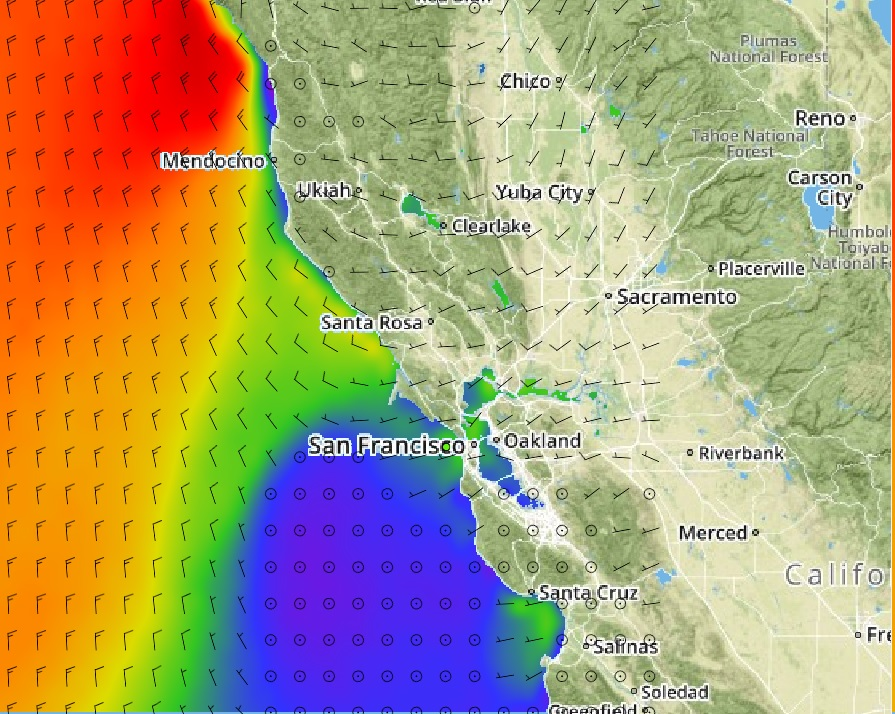 Plumas
National Forest
Chico
Reno
Tahoe National
Forest
Mendocino
Ukiah
Yuba City
Carson
City
Clearlake
Placerville
Sacramento
Santa Rosa
San Francisco
Oakland
Riverbank
Merced
Santa Cruz
Salinas
Soledad
Greenfield